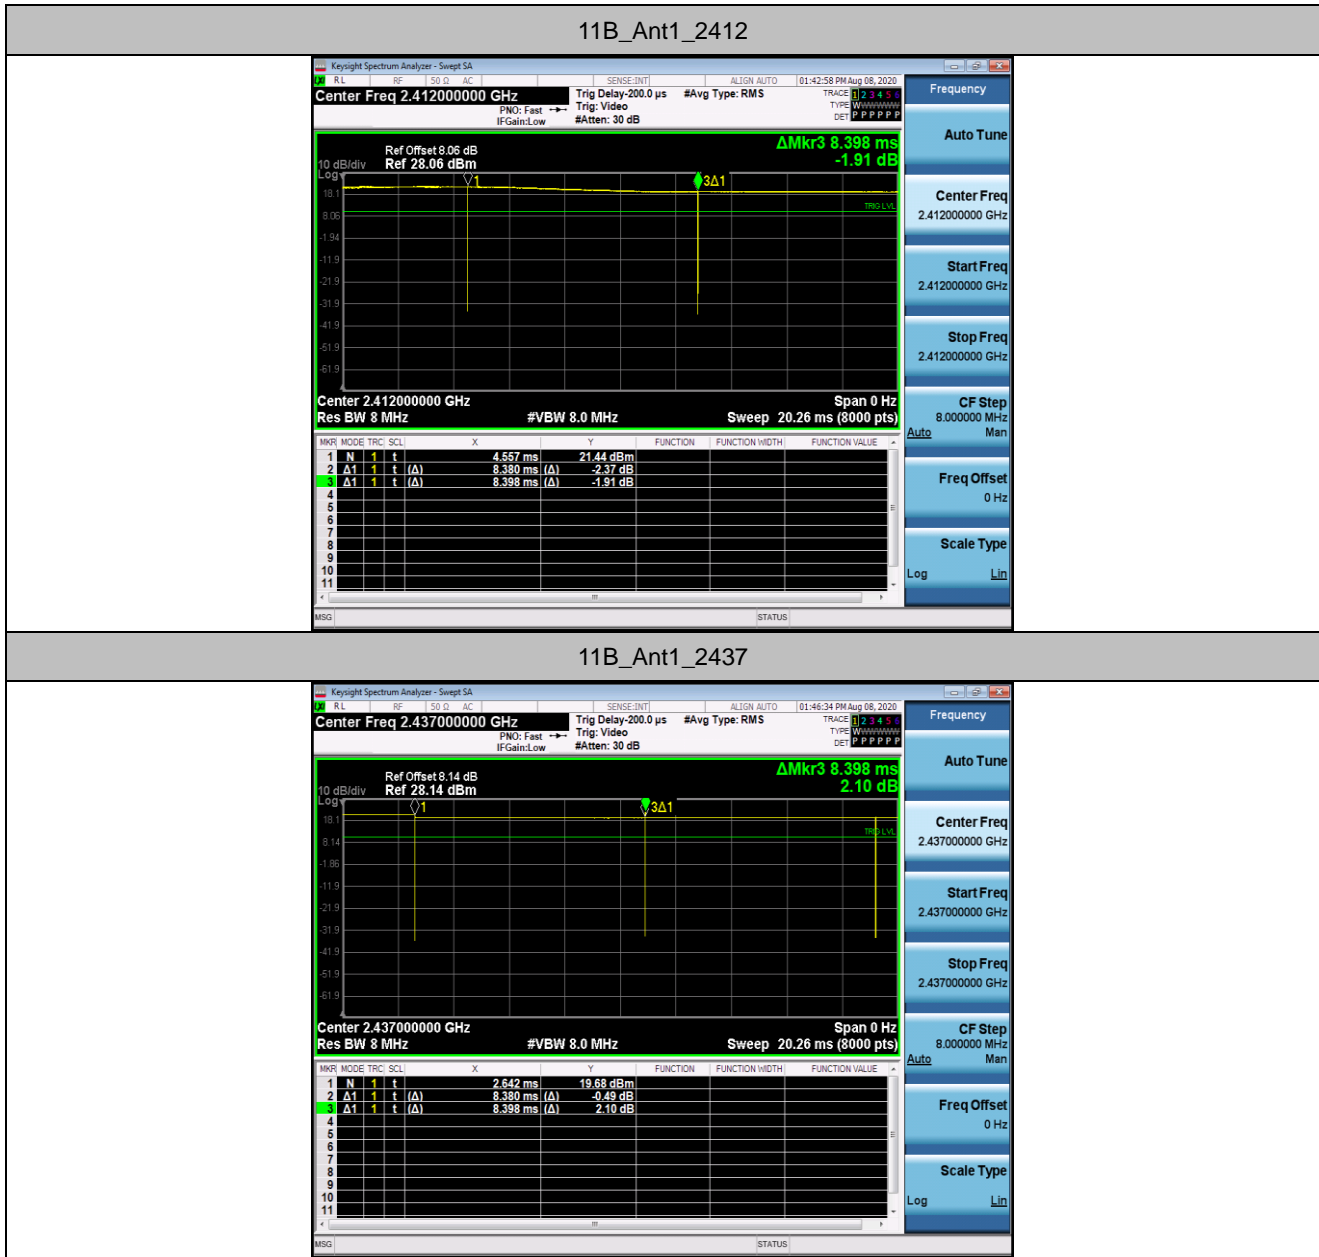 11B_Ant1_2412
Keysight Spectrum Analyzer - Swept SA
RL RF 50 Ω AC SENSE:INT ALIGN AUTO 01:42:58 PM Aug 08, 2020
Center Freq 2.412000000 GHz
Trig Delay-200.0 µs #Avg Type: RMS
TRACE 1 2 3 4 5 6
PNO: Fast Trig: Video
TYPE W
IFGain:Low #Atten: 30 dB
DET P P P P P P
ΔMkr3 8.398 ms
-1.91 dB
Ref Offset 8.06 dB
10 dB/div Ref 28.06 dBm
Log
1
3Δ1
18.1
TRIG LVL
8.06
-1.94
-11.9
-21.9
-31.9
-41.9
-51.9
-61.9
Center 2.412000000 GHz Span 0 Hz
Res BW 8 MHz #VBW 8.0 MHz Sweep 20.26 ms (8000 pts)
MKR MODE TRC SCL X Y FUNCTION FUNCTION WIDTH FUNCTION VALUE
1 N 1 t 4.557 ms 21.44 dBm
2 Δ1 1 t (Δ) 8.380 ms (Δ) -2.37 dB
3 Δ1 1 t (Δ) 8.398 ms (Δ) -1.91 dB
4
5
6
7
8
9
10
11
MSG STATUS
Frequency
Auto Tune
Center Freq
2.412000000 GHz
Start Freq
2.412000000 GHz
Stop Freq
2.412000000 GHz
CF Step
8.000000 MHz
Auto Man
Freq Offset
0 Hz
Scale Type
Log Lin
11B_Ant1_2437
Keysight Spectrum Analyzer - Swept SA
RL RF 50 Ω AC SENSE:INT ALIGN AUTO 01:46:34 PM Aug 08, 2020
Center Freq 2.437000000 GHz
Trig Delay-200.0 µs #Avg Type: RMS
TRACE 1 2 3 4 5 6
PNO: Fast Trig: Video
TYPE W
IFGain:Low #Atten: 30 dB
DET P P P P P P
ΔMkr3 8.398 ms
2.10 dB
Ref Offset 8.14 dB
10 dB/div Ref 28.14 dBm
Log
1
3Δ1
18.1
TRIG LVL
8.14
-1.86
-11.9
-21.9
-31.9
-41.9
-51.9
-61.9
Center 2.437000000 GHz Span 0 Hz
Res BW 8 MHz #VBW 8.0 MHz Sweep 20.26 ms (8000 pts)
MKR MODE TRC SCL X Y FUNCTION FUNCTION WIDTH FUNCTION VALUE
1 N 1 t 2.642 ms 19.68 dBm
2 Δ1 1 t (Δ) 8.380 ms (Δ) -0.49 dB
3 Δ1 1 t (Δ) 8.398 ms (Δ) 2.10 dB
4
5
6
7
8
9
10
11
MSG STATUS
Frequency
Auto Tune
Center Freq
2.437000000 GHz
Start Freq
2.437000000 GHz
Stop Freq
2.437000000 GHz
CF Step
8.000000 MHz
Auto Man
Freq Offset
0 Hz
Scale Type
Log Lin